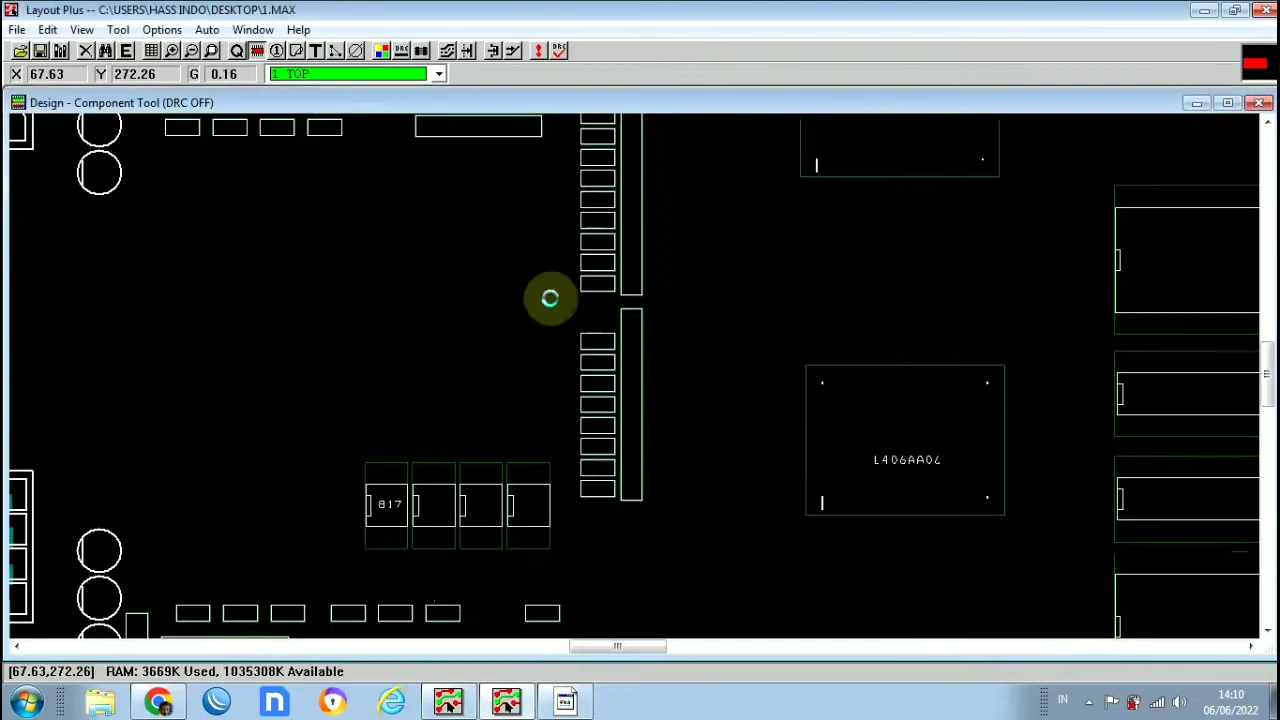 Layout Plus -- C:\USERS\HASS INDO\DESKTOP\1.MAX
File Edit View Tool Options Auto Window Help
X 67.63 Y 272.26 G 0.16 1 TOP
Design - Component Tool (DRC OFF)
L406AA06
817
[67.63,272.26] RAM: 3669K Used, 1035308K Available
IN
14:10
06/06/2022